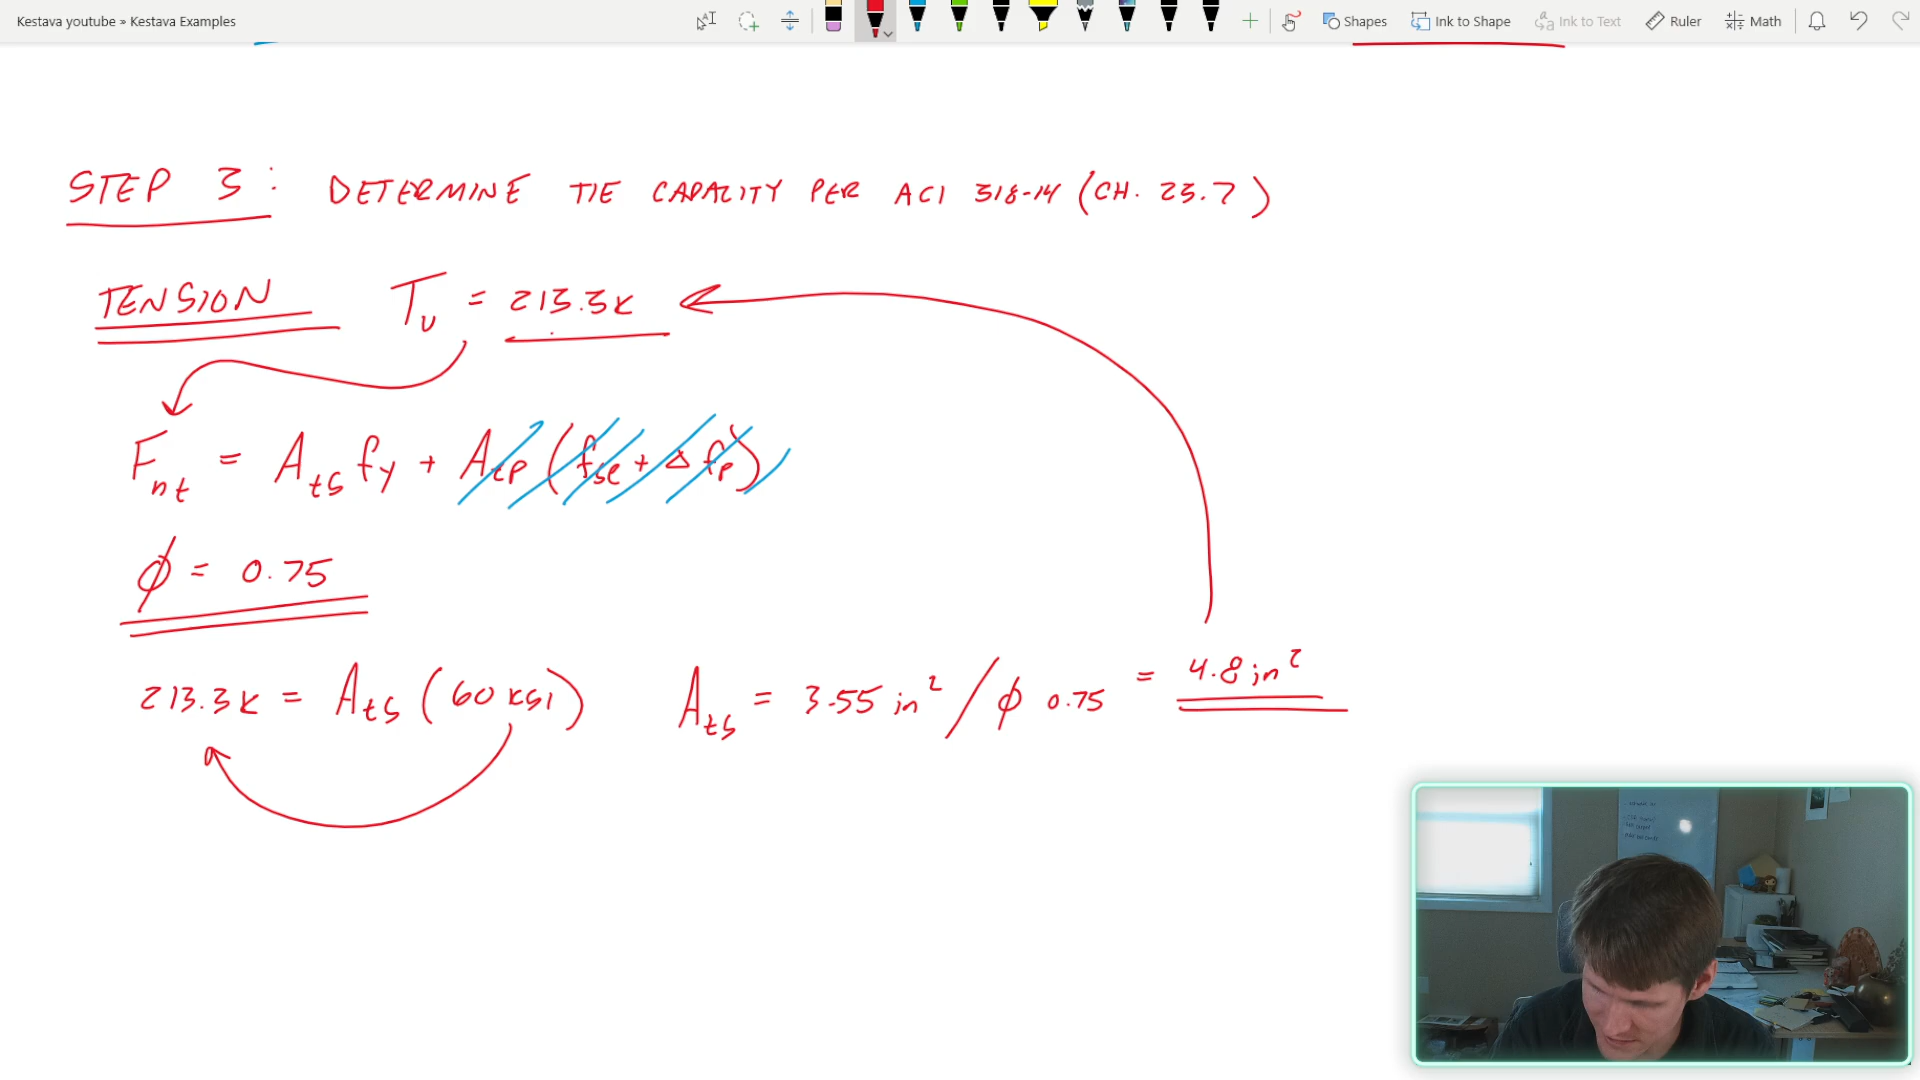 Kestava youtube » Kestava Examples
Shapes Ink to Shape Ink to Text Ruler Math
STEP 3: DETERMINE TIE CAPACITY PER ACI 318-14 (CH. 23.7)
TENSION Tu = 213.3k
Fnt = Ats fy + Atp (fse + Δfp)
ϕ = 0.75
213.3k = Ats (60 ksi) Ats = 3.55 in² / ϕ 0.75 = 4.8 in²